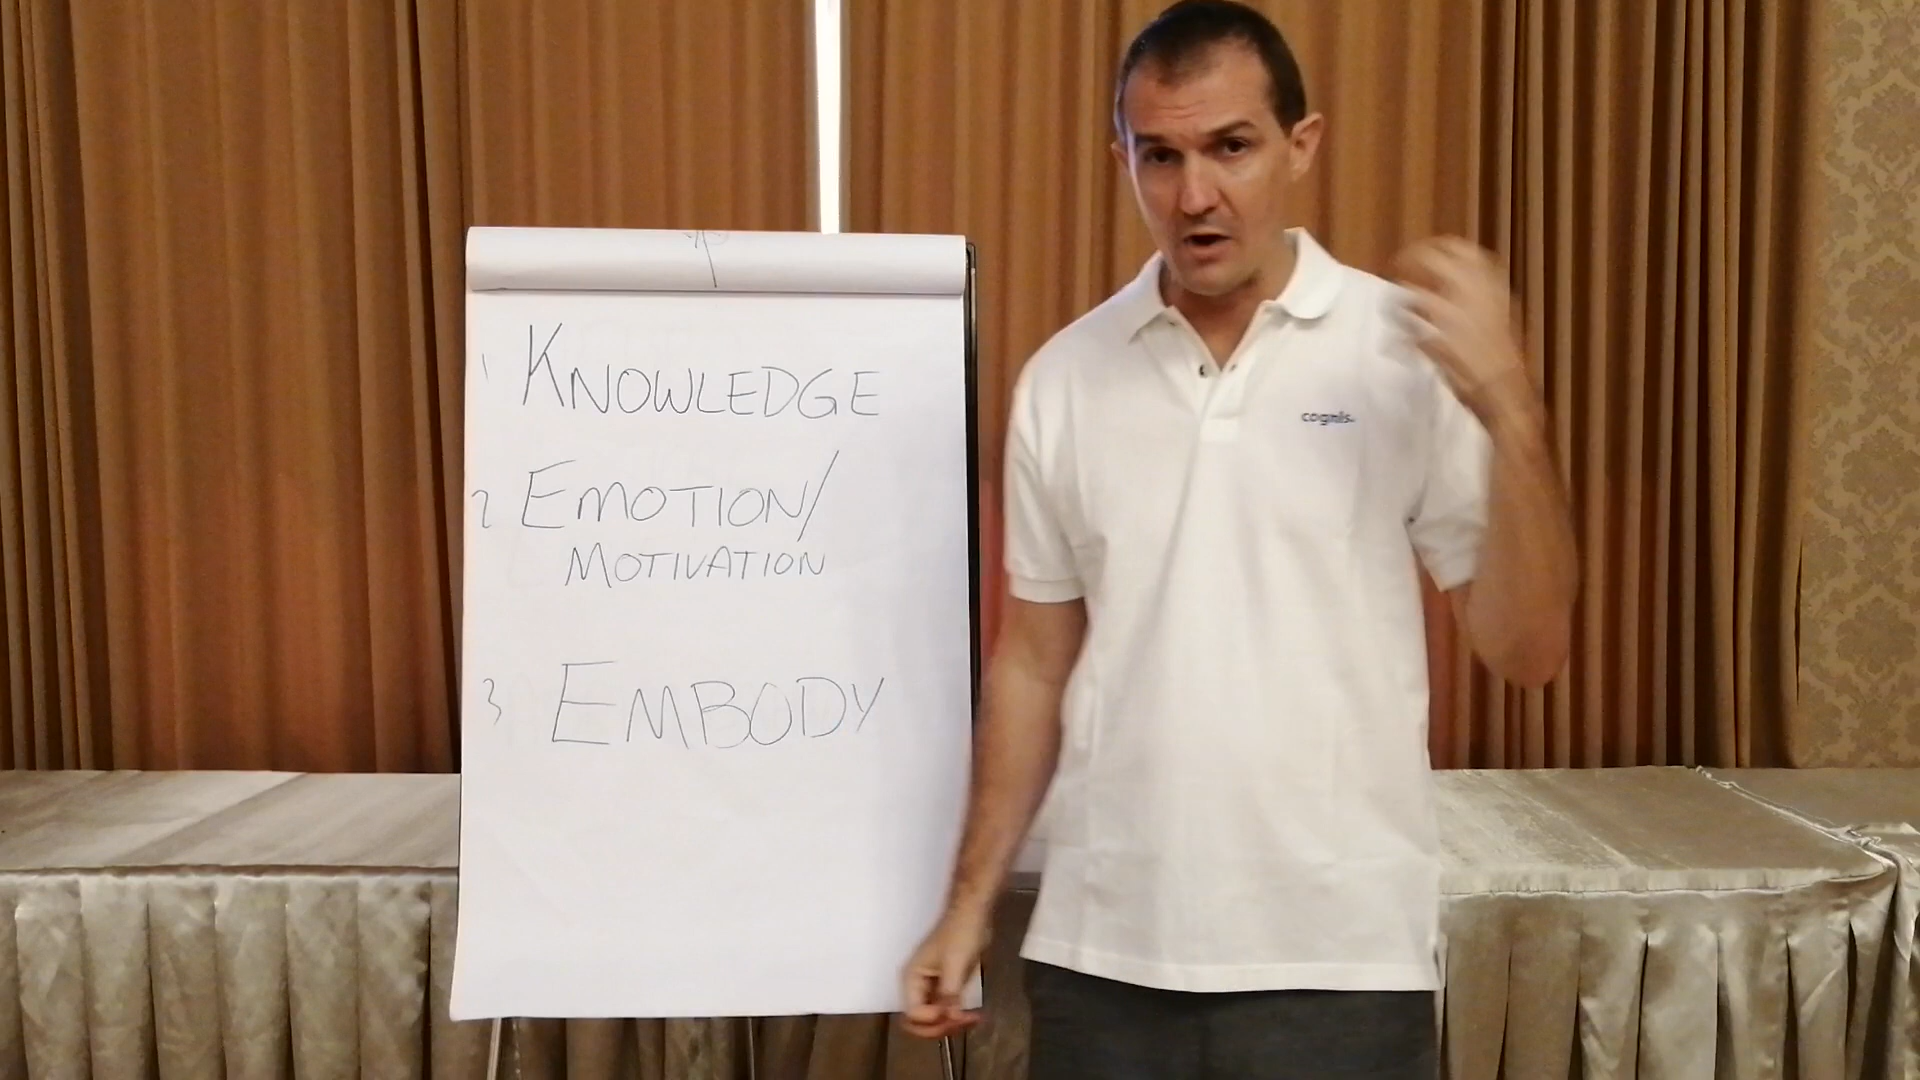 1 KNOWLEDGE
2 EMOTION/
MOTIVATION
3 EMBODY
cognis